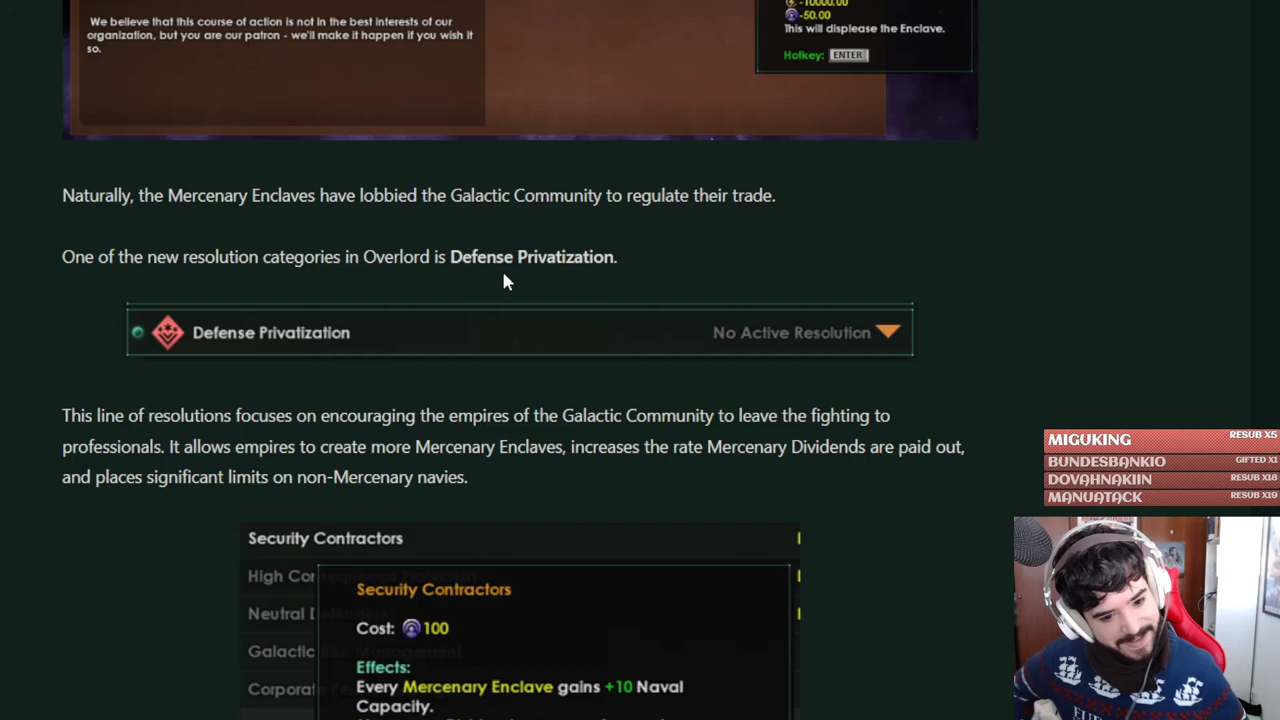 We believe that this course of action is not in the best interests of our
organization, but you are our patron - we'll make it happen if you wish it
so.
-10000.00
-50.00
This will displease the Enclave.
Hotkey: ENTER
Naturally, the Mercenary Enclaves have lobbied the Galactic Community to regulate their trade.
One of the new resolution categories in Overlord is Defense Privatization.
Defense Privatization No Active Resolution
This line of resolutions focuses on encouraging the empires of the Galactic Community to leave the fighting to
professionals. It allows empires to create more Mercenary Enclaves, increases the rate Mercenary Dividends are paid out,
and places significant limits on non-Mercenary navies.
Security Contractors
High
Neutral
Galactic Management
Corporate
Security Contractors
Cost: 100
Effects:
Every Mercenary Enclave gains +10 Naval
Capacity.
MIGUKING RESUB X5
BUNDESBANKIO GIFTED X1
DOVAHNAKIIN RESUB X18
MANUATACK RESUB X19